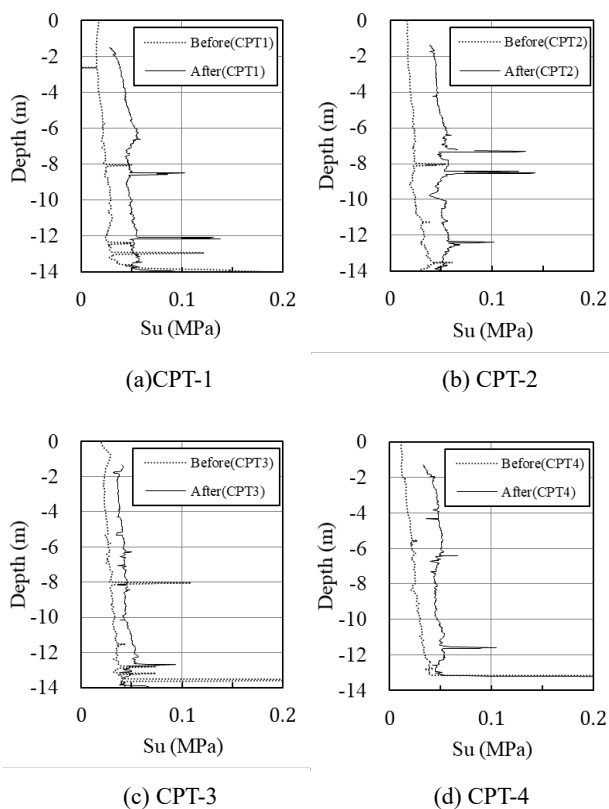 0
-2
-4
-6
-8
-10
-12
-14
Depth (m)
Before(CPT1)
After(CPT1)
0 0.1 0.2
Su (MPa)
(a)CPT-1
0
-2
-4
-6
-8
-10
-12
-14
Depth (m)
Before(CPT2)
After(CPT2)
0 0.1 0.2
Su (MPa)
(b) CPT-2
0
-2
-4
-6
-8
-10
-12
-14
Depth (m)
Before(CPT3)
After(CPT3)
0 0.1 0.2
Su (MPa)
(c) CPT-3
0
-2
-4
-6
-8
-10
-12
-14
Depth (m)
Before(CPT4)
After(CPT4)
0 0.1 0.2
Su (MPa)
(d) CPT-4